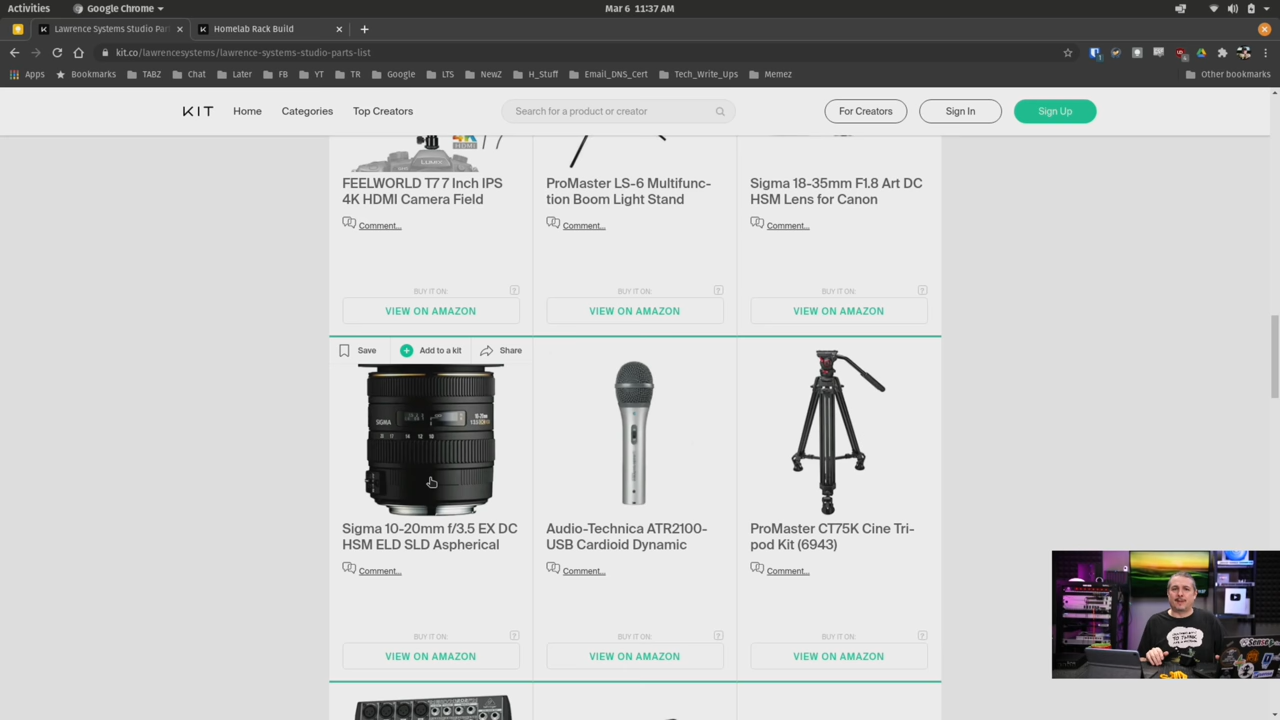 Activities
Google Chrome
Mar 6 11:37 AM
Lawrence Systems Studio Par
Homelab Rack Build
kit.co/lawrencesystems/lawrence-systems-studio-parts-list
Apps
Bookmarks
TABZ
Chat
Later
FB
YT
TR
Google
LTS
NewZ
H_Stuff
Email_DNS_Cert
Tech_Write_Ups
Memez
Other bookmarks
KIT
Home
Categories
Top Creators
Search for a product or creator
For Creators
Sign In
Sign Up
LUMIX
4K
FEELWORLD T7 7 Inch IPS
4K HDMI Camera Field
ProMaster LS-6 Multifunc-
tion Boom Light Stand
Sigma 18-35mm F1.8 Art DC
HSM Lens for Canon
Comment...
Comment...
Comment...
BUY IT ON:
BUY IT ON:
BUY IT ON:
VIEW ON AMAZON
VIEW ON AMAZON
VIEW ON AMAZON
Save
Add to a kit
Share
SIGMA
Sigma 10-20mm f/3.5 EX DC
HSM ELD SLD Aspherical
Audio-Technica ATR2100-
USB Cardioid Dynamic
ProMaster CT75K Cine Tri-
pod Kit (6943)
Comment...
Comment...
Comment...
BUY IT ON:
BUY IT ON:
BUY IT ON:
VIEW ON AMAZON
VIEW ON AMAZON
VIEW ON AMAZON